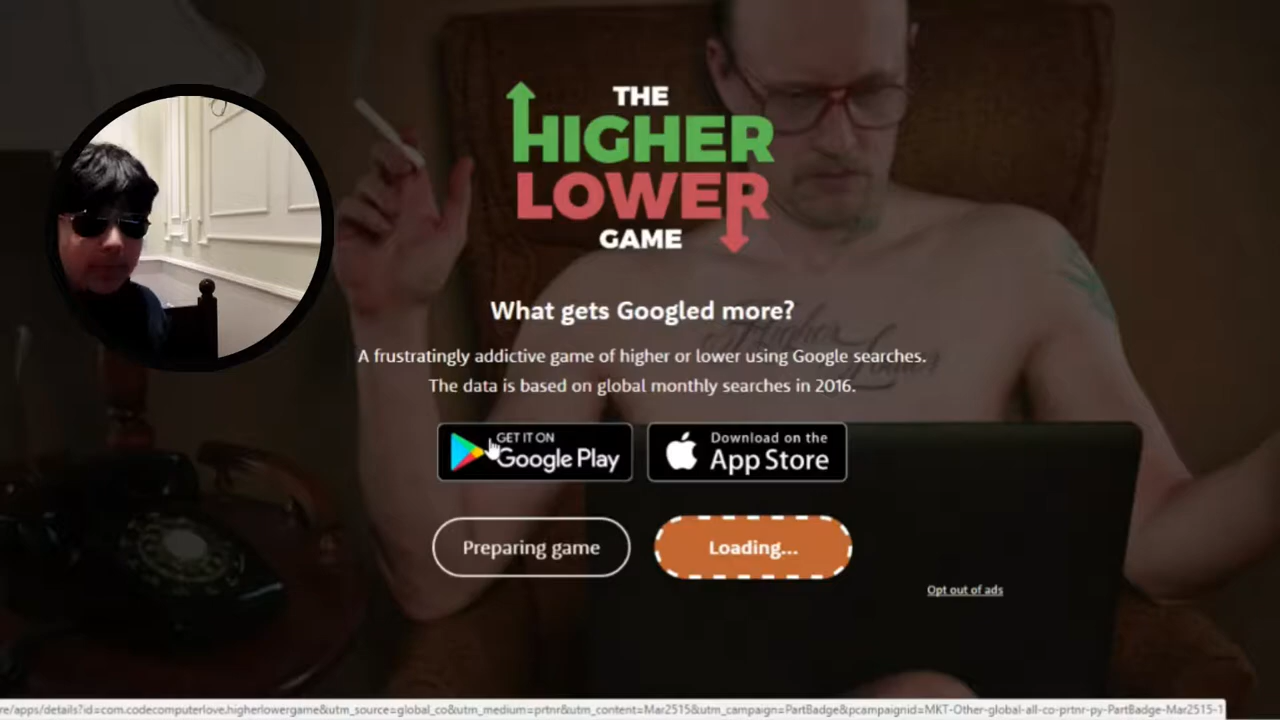 THE
HIGHER
LOWER
GAME
What gets Googled more?
A frustratingly addictive game of higher or lower using Google searches.
The data is based on global monthly searches in 2016.
Higher
Lower
GET IT ON
Google Play
Download on the
App Store
Preparing game
Loading...
Opt out of ads
re/apps/details?id=com.codecomputerlove.higherlowergame&utm_source=global_co&utm_medium=prtnr&utm_content=Mar2515&utm_campaign=PartBadge&pcampaignid=MKT-Other-global-all-co-prtnr-py-PartBadge-Mar2515-1